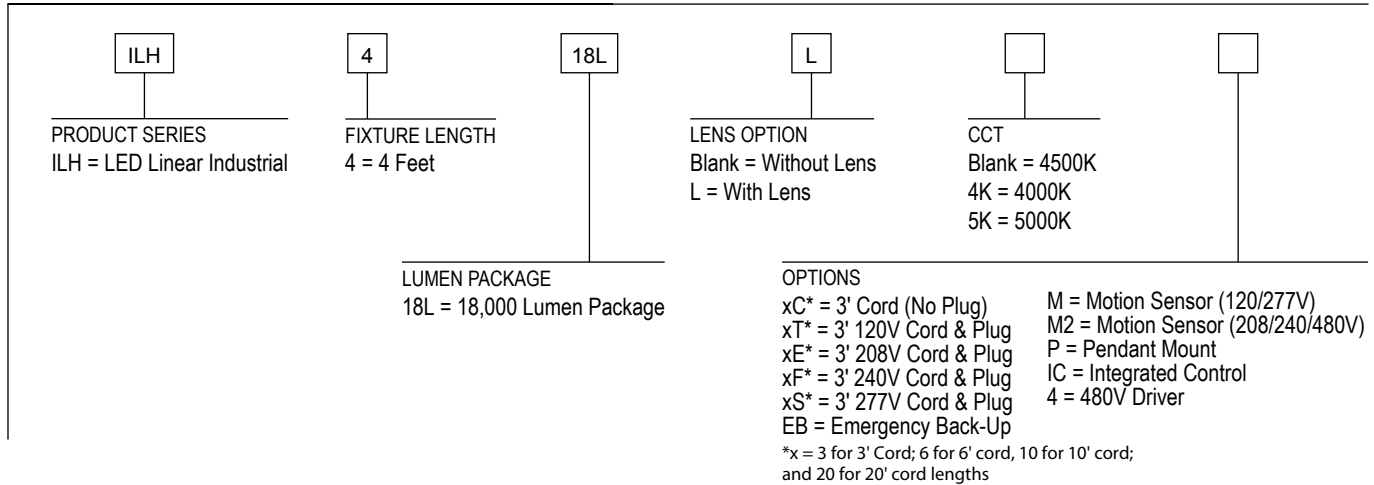 ILH
4
18L
L
PRODUCT SERIES
ILH = LED Linear Industrial
FIXTURE LENGTH
4 = 4 Feet
LENS OPTION
Blank = Without Lens
L = With Lens
CCT
Blank = 4500K
4K = 4000K
5K = 5000K
LUMEN PACKAGE
18L = 18,000 Lumen Package
OPTIONS
xC* = 3' Cord (No Plug)
xT* = 3' 120V Cord & Plug
xE* = 3' 208V Cord & Plug
xF* = 3' 240V Cord & Plug
xS* = 3' 277V Cord & Plug
EB = Emergency Back-Up
M = Motion Sensor (120/277V)
M2 = Motion Sensor (208/240/480V)
P = Pendant Mount
IC = Integrated Control
4 = 480V Driver
*x = 3 for 3' Cord; 6 for 6' cord, 10 for 10' cord;
and 20 for 20' cord lengths